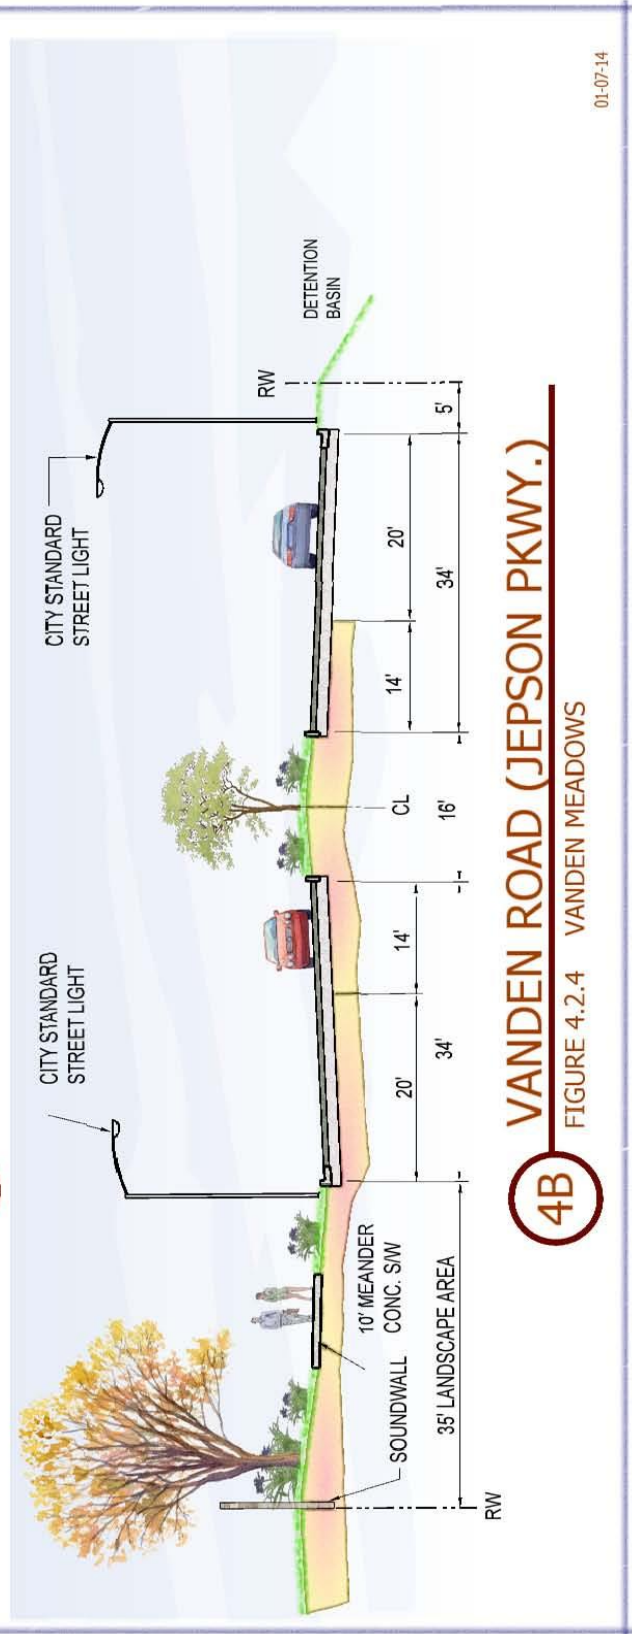 CITY STANDARD
STREET LIGHT
CITY STANDARD
STREET LIGHT
RW
DETENTION
BASIN
10' MEANDER
CONC. S/W
SOUNDWALL
CL
20'
14'
14'
20'
35' LANDSCAPE AREA
34'
16'
34'
5'
RW
4B
VANDEN ROAD (JEPSON PKWY.)
FIGURE 4.2.4 VANDEN MEADOWS
01-07-14